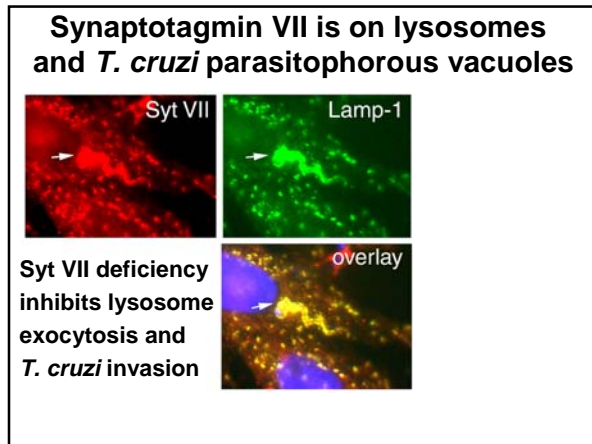 Synaptotagmin VII is on lysosomes
and T. cruzi parasitophorous vacuoles
Syt VII
Lamp-1
overlay
Syt VII deficiency
inhibits lysosome
exocytosis and
T. cruzi invasion